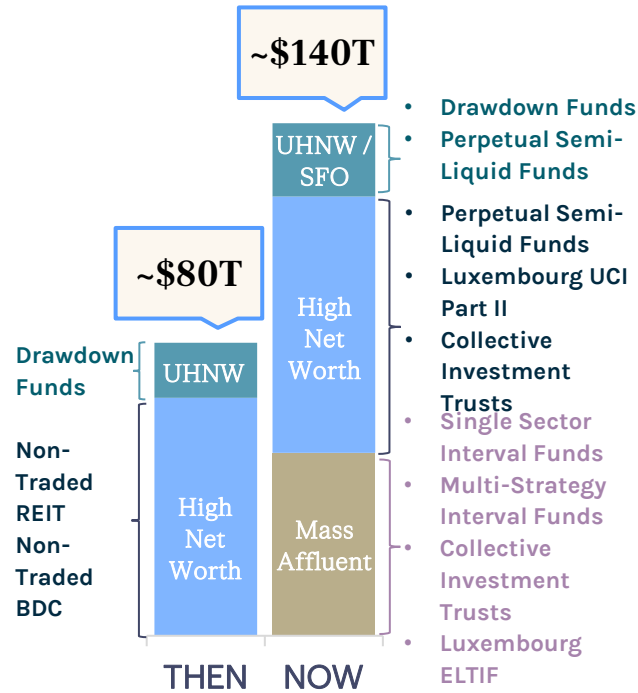 ~$140T
UHNW /
SFO
• Drawdown Funds
• Perpetual Semi-
Liquid Funds
• Perpetual Semi-
Liquid Funds
• Luxembourg UCI
Part II
• Collective
Investment
Trusts
High
Net
Worth
• Single Sector
Interval Funds
• Multi-Strategy
Interval Funds
• Collective
Investment
Trusts
• Luxembourg
ELTIF
Mass
Affluent
~$80T
Drawdown
Funds
UHNW
Non-
Traded
REIT
Non-
Traded
BDC
High
Net
Worth
THEN
NOW